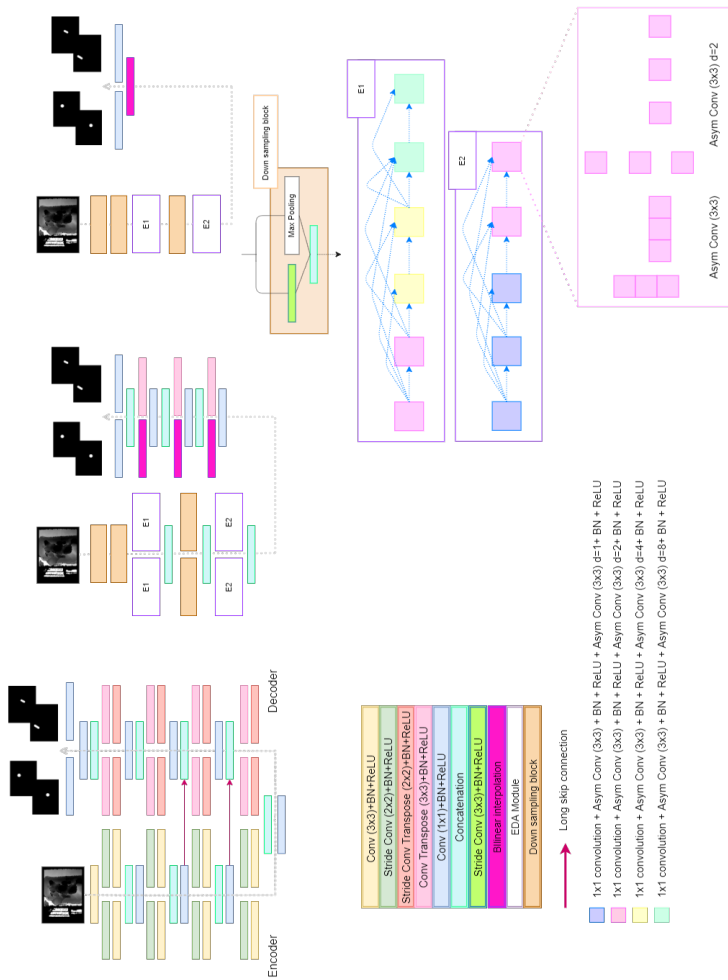 Encoder
Decoder
E1
E1
E2
E2
E1
E2
Down sampling block
Max Pooling
Conv (3x3)+BN+ReLU
Stride Conv (2x2)+BN+ReLU
Stride Conv Transpose (2x2)+BN+ReLU
Conv Transpose (3x3)+BN+ReLU
Conv (1x1)+BN+ReLU
Concatenation
Stride Conv (3x3)+BN+ReLU
Bilinear interpolation
EDA Module
Down sampling block
Long skip connection
E1
E2
1x1 convolution + Asym Conv (3x3) + BN + ReLU + Asym Conv (3x3) d=1+ BN + ReLU
1x1 convolution + Asym Conv (3x3) + BN + ReLU + Asym Conv (3x3) d=2+ BN + ReLU
1x1 convolution + Asym Conv (3x3) + BN + ReLU + Asym Conv (3x3) d=4+ BN + ReLU
1x1 convolution + Asym Conv (3x3) + BN + ReLU + Asym Conv (3x3) d=8+ BN + ReLU
Asym Conv (3x3)
Asym Conv (3x3) d=2